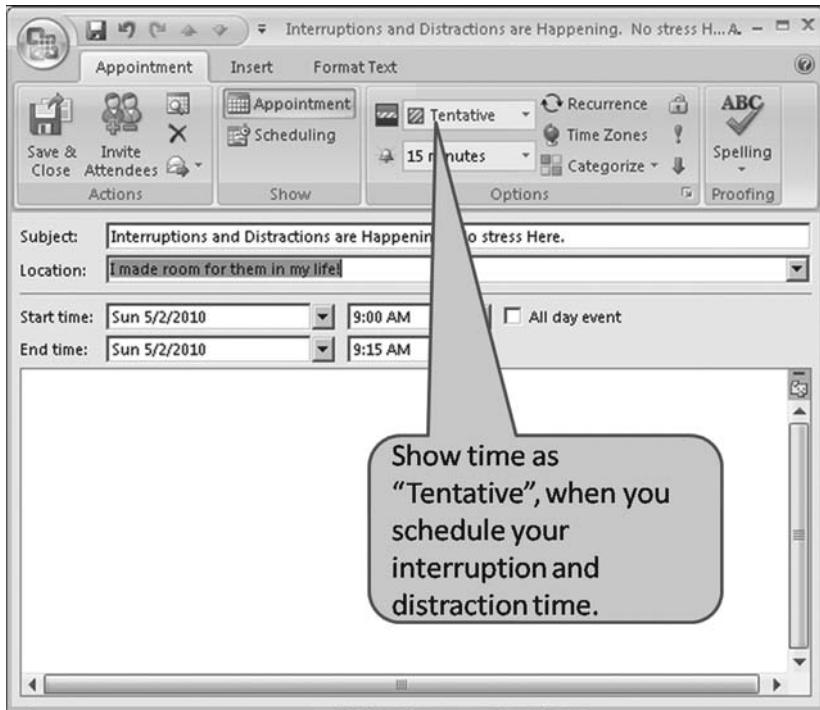 Interruptions and Distractions are Happening. No stress H...A.
Appointment Insert Format Text
Save & Close
Invite Attendees
Actions
Appointment
Scheduling
Show
Tentative
15 minutes
Recurrence
Time Zones
Categorize
Options
ABC
Spelling
Proofing
Subject: Interruptions and Distractions are Happenin o stress Here.
Location: I made room for them in my life!
Start time: Sun 5/2/2010 9:00 AM All day event
End time: Sun 5/2/2010 9:15 AM
Show time as
“Tentative”, when you
schedule your
interruption and
distraction time.